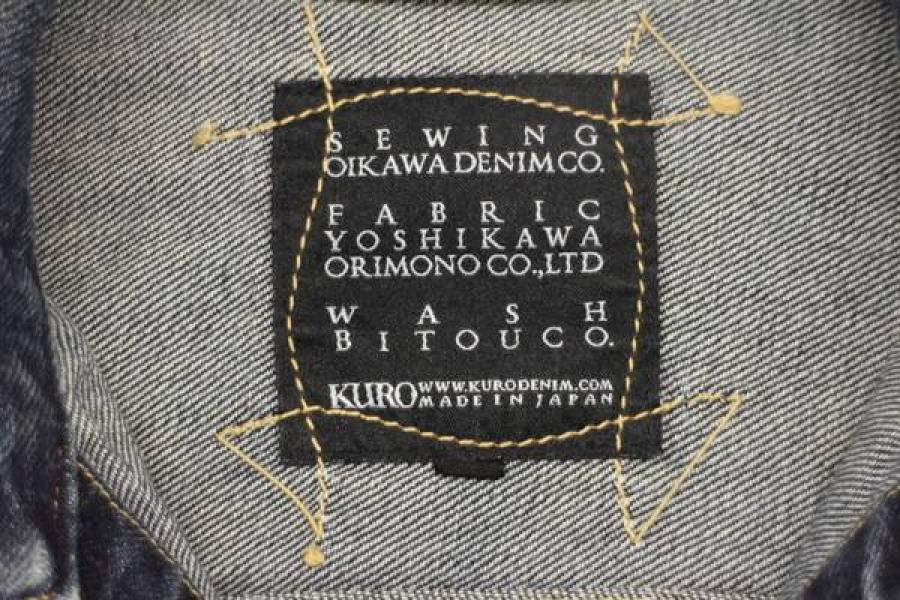 SEWING
OIKAWA DENIM CO.
FABRIC
YOSHIKAWA
ORIMONO CO.,LTD
WASH
BITOU CO.
KURO WWW.KURODENIM.COM
MADE IN JAPAN